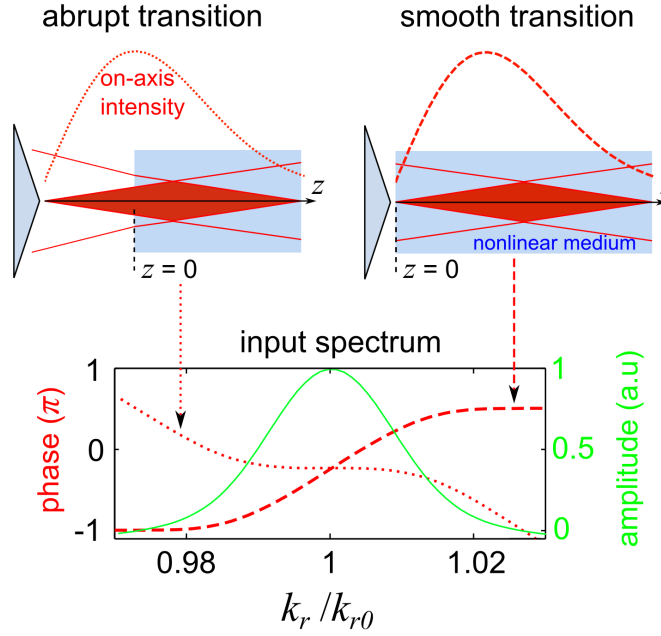 abrupt transition
smooth transition
on-axis
intensity
z
z = 0
nonlinear medium
z = 0
input spectrum
phase (π)
1
0
-1
1
0.5
0
amplitude (a.u)
0.98
1
1.02
k_r /k_r0